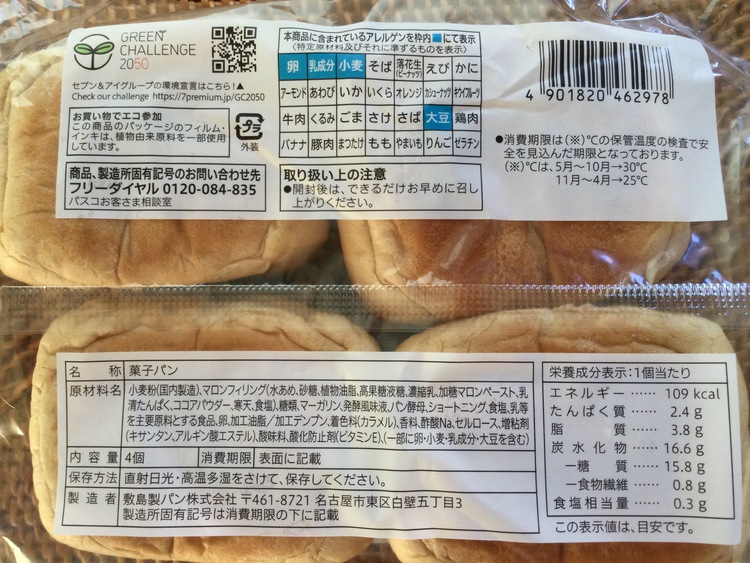 GREEN
CHALLENGE
2050
セブン&アイグループの環境宣言はこちら!▲
Check our challenge https://7premium.jp/GC2050
お買い物でエコ参加
この商品のパッケージのフィルム・
インキは、植物由来原料を一部使用
しています。
プラ
外装
商品、製造所固有記号のお問い合わせ先
フリーダイヤル 0120-084-835
パスコお客さま相談室
本商品に含まれているアレルゲンを枠内■にて表示
〈特定原材料及びそれに準ずるものを表示〉
卵 乳成分 小麦 そば 落花生(ピーナッツ) えび かに
アーモンド あわび いか いくら オレンジ カシューナッツ キウイフルーツ
牛肉 くるみ ごま さけ さば 大豆 鶏肉
バナナ 豚肉 まつたけ もも やまいも りんご ゼラチン
取り扱い上の注意
●開封後は、できるだけお早めに召し
上がりください。
4 901820 462978
●消費期限は(※)℃の保管温度の検査で安
全を見込んだ期限となっております。
(※)℃は、5月~10月→30℃
11月~4月→25℃
名 称 菓子パン
原材料名 小麦粉(国内製造)、マロンフィリング(水あめ、砂糖、植物油脂、高果糖液糖、濃縮乳、加糖マロンペースト、乳
清たんぱく、ココアパウダー、寒天、食塩)、糖類、マーガリン、発酵風味液、パン酵母、ショートニング、食塩、乳等
を主要原料とする食品、卵、加工油脂/加工デンプン、着色料(カラメル)、香料、酢酸Na、セルロース、増粘剤
(キサンタン、アルギン酸エステル)、酸味料、酸化防止剤(ビタミンE)、(一部に卵・小麦・乳成分・大豆を含む)
内容量 4個 消費期限 表面に記載
保存方法 直射日光・高温多湿をさけて、保存してください。
製造者 敷島製パン株式会社 〒461-8721 名古屋市東区白壁五丁目3
製造所固有記号は消費期限の下に記載
栄養成分表示:1個当たり
エネルギー …… 109 kcal
たんぱく質 …… 2.4 g
脂 質 …… 3.8 g
炭水化物 …… 16.6 g
-糖 質 …… 15.8 g
-食物繊維 …… 0.8 g
食塩相当量 …… 0.3 g
この表示値は、目安です。